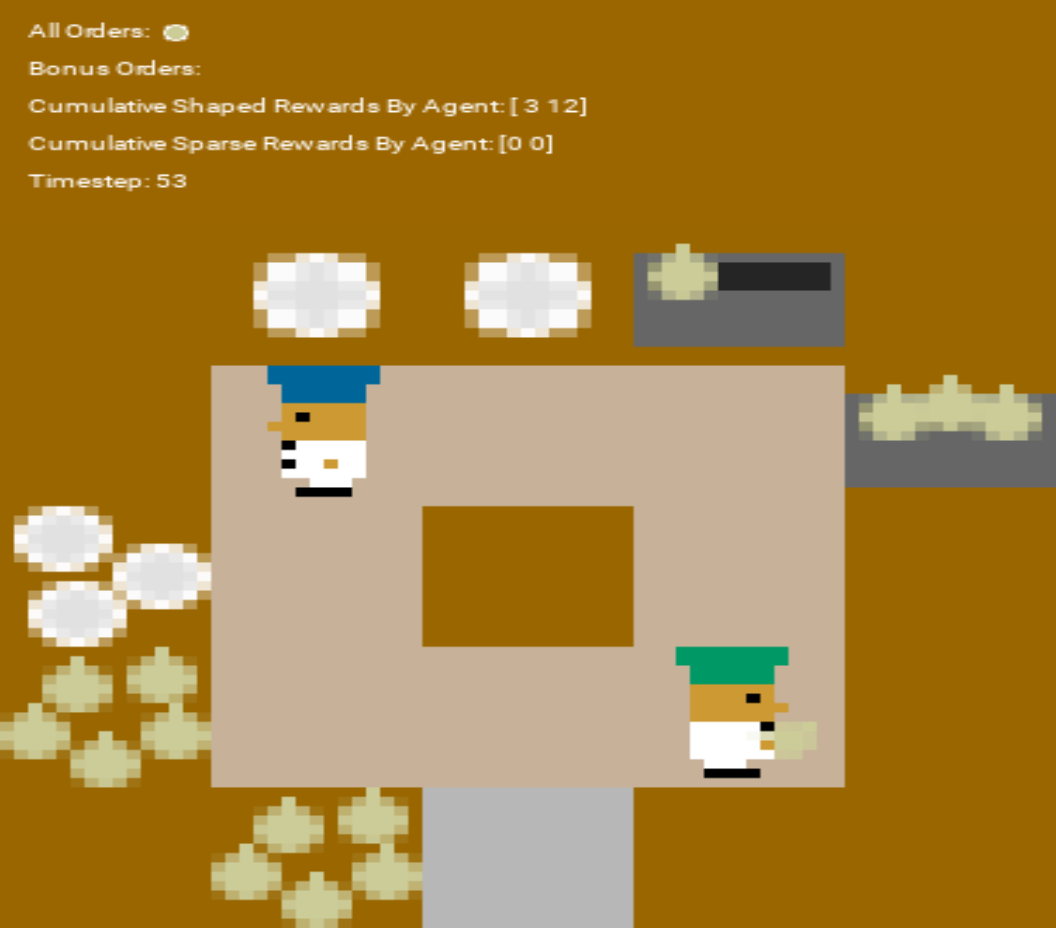 All Orders:
Bonus Orders:
Cumulative Shaped Rewards By Agent: [ 3 12]
Cumulative Sparse Rewards By Agent: [0 0]
Timestep: 53